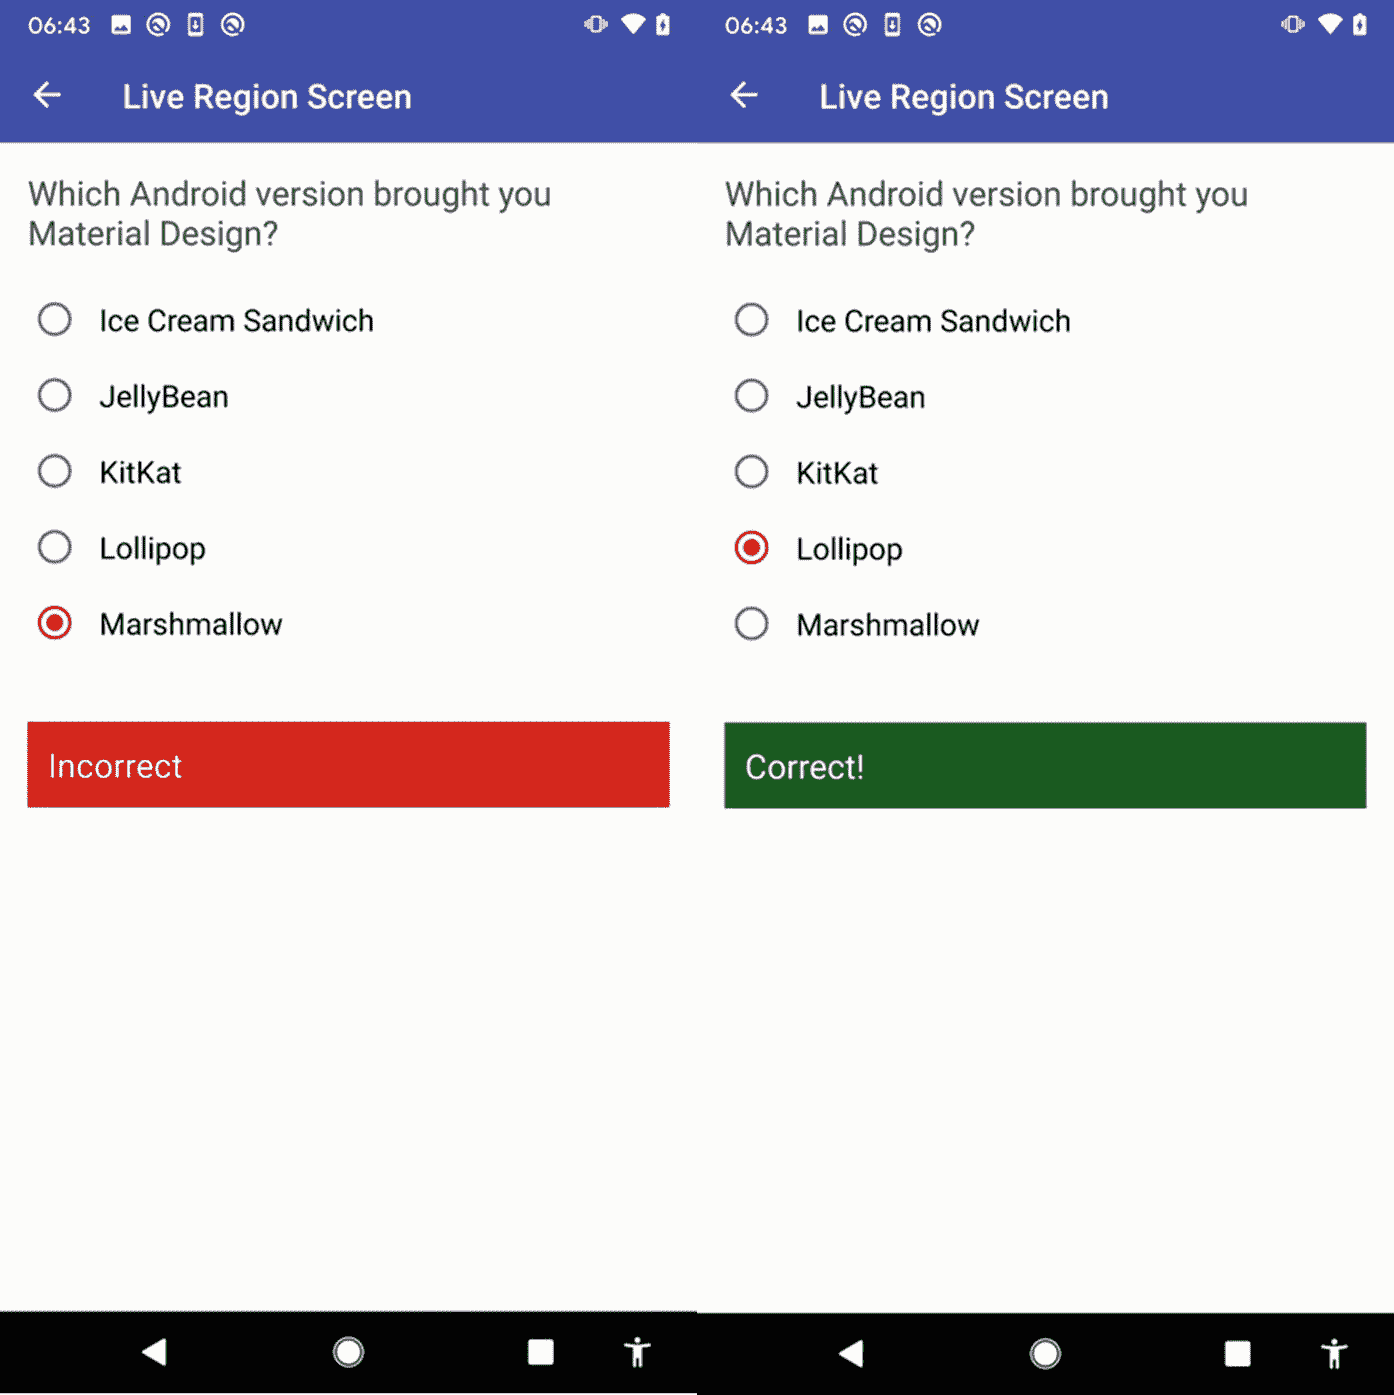 06:43
Live Region Screen
Which Android version brought you
Material Design?
Ice Cream Sandwich
JellyBean
KitKat
Lollipop
Marshmallow
Incorrect
06:43
Live Region Screen
Which Android version brought you
Material Design?
Ice Cream Sandwich
JellyBean
KitKat
Lollipop
Marshmallow
Correct!